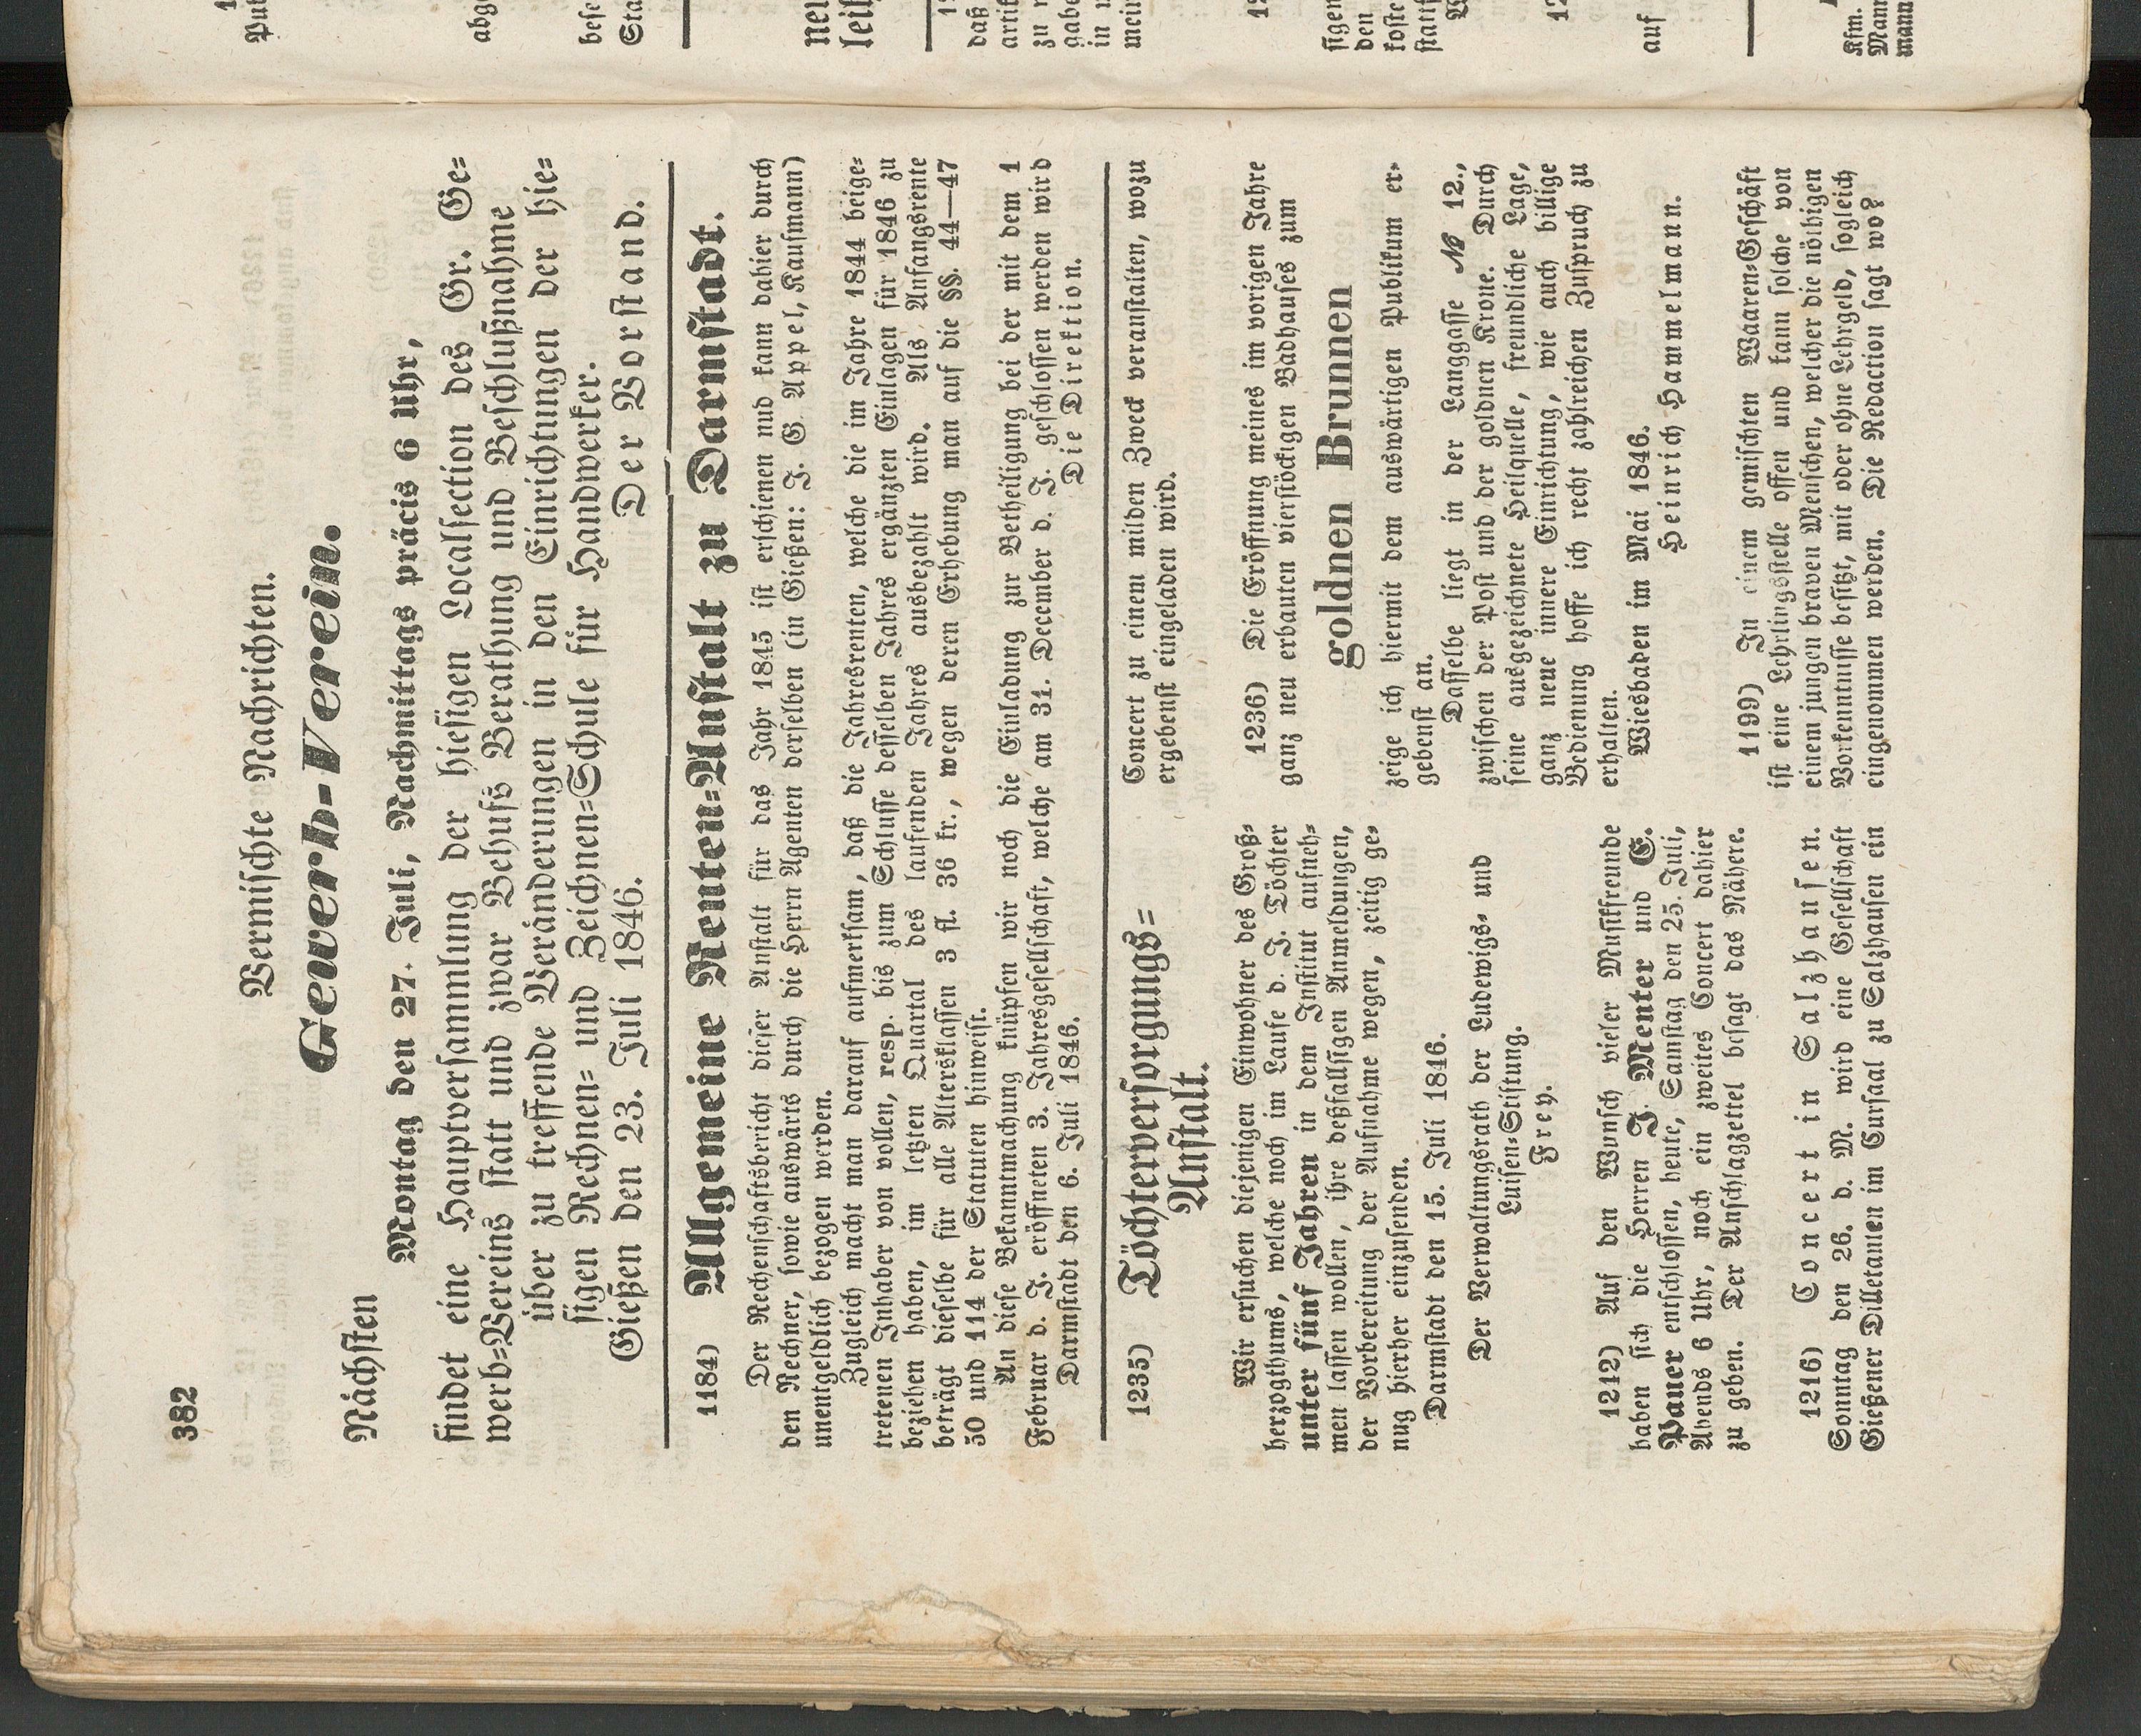 382
Vermischte Nachrichten.
Gewerb-Verein.
Nächsten
Montag den 27. Juli, Nachmittags präcis 6 Uhr,
findet eine Hauptversammlung der hiesigen Localsection des Gr. Ge=
werb=Vereins statt und zwar Behufs Berathung und Beschlußnahme
über zu treffende Veränderungen in den Einrichtungen der hie=
sigen Rechnen= und Zeichnen=Schule für Handwerker.
Gießen den 23. Juli 1846. Der Vorstand.
1184) Allgemeine Renten=Anstalt zu Darmstadt.
Der Rechenschaftsbericht dieser Anstalt für das Jahr 1845 ist erschienen nud kann dahier durch
den Rechner, sowie auswärts durch die Herrn Agenten derselben (in Gießen: J. G. Appel, Kaufmann)
unentgeldlich bezogen werden.
Zugleich macht man darauf aufmerksam, daß die Jahresrenten, welche die im Jahre 1844 beige=
tretenen Inhaber von vollen, resp. bis zum Schlusse desselben Jahres ergänzten Einlagen für 1846 zu
beziehen haben, im letzten Quartal des laufenden Jahres ausbezahlt wird. Als Anfangsrente
beträgt dieselbe für alle Altersklassen 3 fl. 36 kr., wegen deren Erhebung man auf die §§. 44—47
50 und 114 der Statuten hinweist.
An diese Bekanntmachung knüpfen wir noch die Einladung zur Betheiligung bei der mit dem 1
Februar d. J. eröffneten 3. Jahresgesellschaft, welche am 31. December d. J. geschlossen werden wird
Darmstadt den 6. Juli 1846. Die Direktion.
1235) Töchterversorgungs=
Anstalt.
Wir ersuchen diejenigen Einwohner des Groß=
herzogthums, welche noch im Laufe d. J. Töchter
unter fünf Jahren in dem Institut aufneh=
men lassen wollen, ihre deßfallsigen Anmeldungen,
der Vorbereitung der Aufnahme wegen, zeitig ge=
nug hierher einzusenden.
Darmstadt den 15. Juli 1846.
Der Verwaltungsrath der Ludewigs= und
Luisen=Stiftung.
Frey.
1212) Auf den Wunsch vieler Musikfreunde
haben sich die Herren J. Menter und E.
Pauer entschlossen, heute, Samstag den 25. Juli,
Abends 6 Uhr, noch ein zweites Concert dahier
zu geben. Der Anschlagzettel besagt das Nähere.
1216) Concert in Salzhausen.
Sonntag den 26. d. M. wird eine Gesellschaft
Gießener Dilletanten im Cursaal zu Salzhausen ein
Concert zu einem milden Zweck veranstalten, wozu
ergebenst eingeladen wird.
1236) Die Eröffnung meines im vorigen Jahre
ganz neu erbauten vierstöckigen Badhauses zum
goldnen Brunnen
zeige ich hiermit dem auswärtigen Publikum er=
gebenst an.
Dasselbe liegt in der Langgasse № 12.,
zwischen der Post und der goldnen Krone. Durch
seine ausgezeichnete Heilquelle, freundliche Lage,
ganz neue innere Einrichtung, wie auch billige
Bedienung hoffe ich recht zahlreichen Zuspruch zu
erhalten.
Wiesbaden im Mai 1846.
Heinrich Hammelmann.
1199) In einem gemischten Waaren=Geschäft
ist eine Lehrlingsstelle offen und kann solche von
einem jungen braven Menschen, welcher die nöthigen
Vorkenntnisse besitzt, mit oder ohne Lehrgeld, sogleich
eingenommen werden. Die Redaction sagt wo?